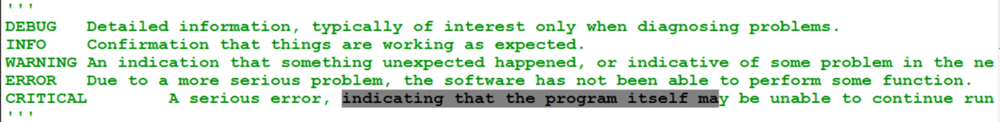 '''
DEBUG Detailed information, typically of interest only when diagnosing problems.
INFO Confirmation that things are working as expected.
WARNING An indication that something unexpected happened, or indicative of some problem in the ne
ERROR Due to a more serious problem, the software has not been able to perform some function.
CRITICAL A serious error, indicating that the program itself may be unable to continue run
'''